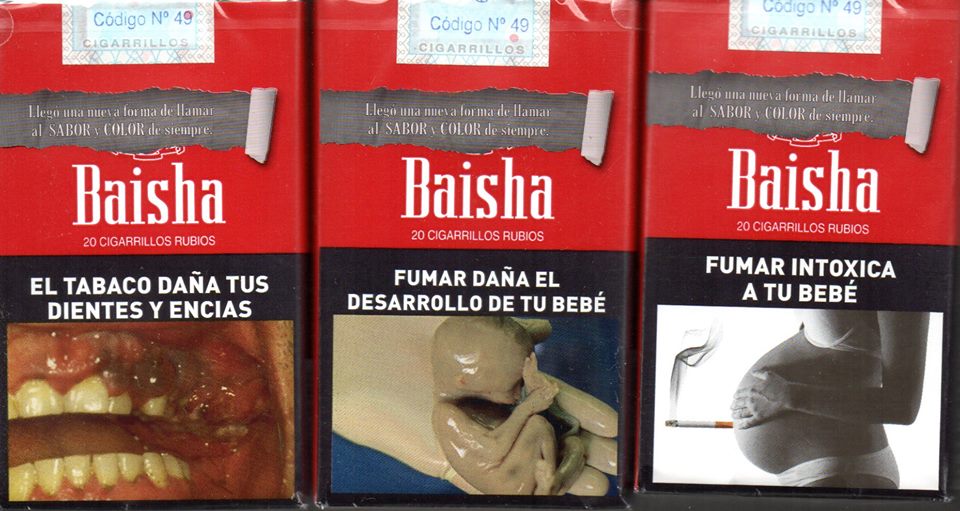 Código Nº 49
CIGARRILLOS
Llegó una nueva forma de llamar
al SABOR y COLOR de siempre.
Baisha
20 CIGARRILLOS RUBIOS
EL TABACO DAÑA TUS
DIENTES Y ENCIAS
Código Nº 49
CIGARRILLOS
Llegó una nueva forma de llamar
al SABOR y COLOR de siempre.
Baisha
20 CIGARRILLOS RUBIOS
FUMAR DAÑA EL
DESARROLLO DE TU BEBÉ
Código Nº 49
CIGARRILLOS
Llegó una nueva forma de llamar
al SABOR y COLOR de siempre.
Baisha
20 CIGARRILLOS RUBIOS
FUMAR INTOXICA
A TU BEBÉ